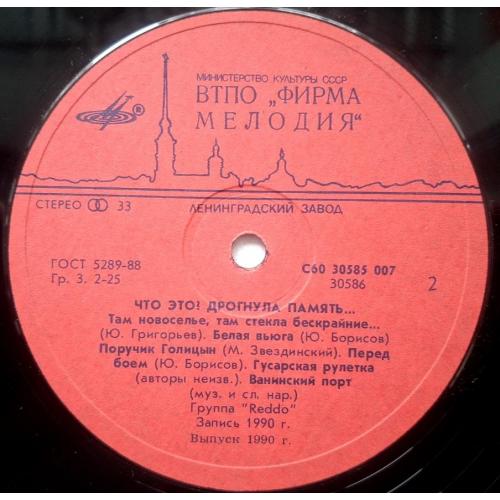 МИНИСТЕРСТВО КУЛЬТУРЫ СССР
ВТПО „ФИРМА
МЕЛОДИЯ"
®
СТЕРЕО 33
ЛЕНИНГРАДСКИЙ ЗАВОД
ГОСТ 5289-88
Гр. 3. 2-25
С60 30585 007
30586
2
ЧТО ЭТО? ДРОГНУЛА ПАМЯТЬ...
Там новоселье, там стекла бескрайние...
(Ю. Григорьев). Белая вьюга (Ю. Борисов)
Поручик Голицын (М. Звездинский). Перед
боем (Ю. Борисов). Гусарская рулетка
(авторы неизв.). Ванинский порт
(муз. и сл. нар.)
Группа "Reddo"
Запись 1990 г.
Выпуск 1990 г.